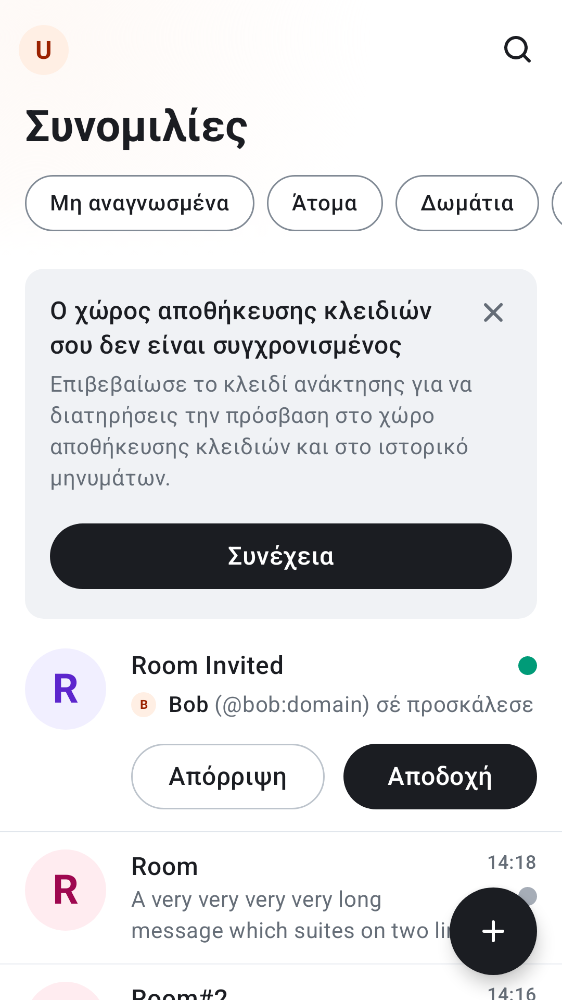 U
Συνομιλίες
Μη αναγνωσμένα
Άτομα
Δωμάτια
Ο χώρος αποθήκευσης κλειδιών
σου δεν είναι συγχρονισμένος
Επιβεβαίωσε το κλειδί ανάκτησης για να
διατηρήσεις την πρόσβαση στο χώρο
αποθήκευσης κλειδιών και στο ιστορικό
μηνυμάτων.
Συνέχεια
R
Room Invited
B Bob (@bob:domain) σέ προσκάλεσε
Απόρριψη
Αποδοχή
R
Room
14:18
A very very very very long
message which suites on two
Room#2
14:16